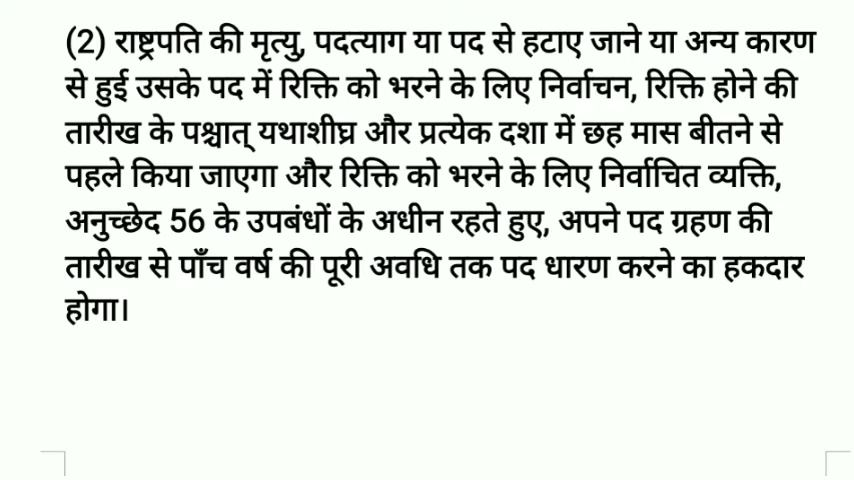 (2) राष्ट्रपति की मृत्यु, पदत्याग या पद से हटाए जाने या अन्य कारण
से हुई उसके पद में रिक्ति को भरने के लिए निर्वाचन, रिक्ति होने की
तारीख के पश्चात् यथाशीघ्र और प्रत्येक दशा में छह मास बीतने से
पहले किया जाएगा और रिक्ति को भरने के लिए निर्वाचित व्यक्ति,
अनुच्छेद 56 के उपबंधों के अधीन रहते हुए, अपने पद ग्रहण की
तारीख से पाँच वर्ष की पूरी अवधि तक पद धारण करने का हकदार
होगा।